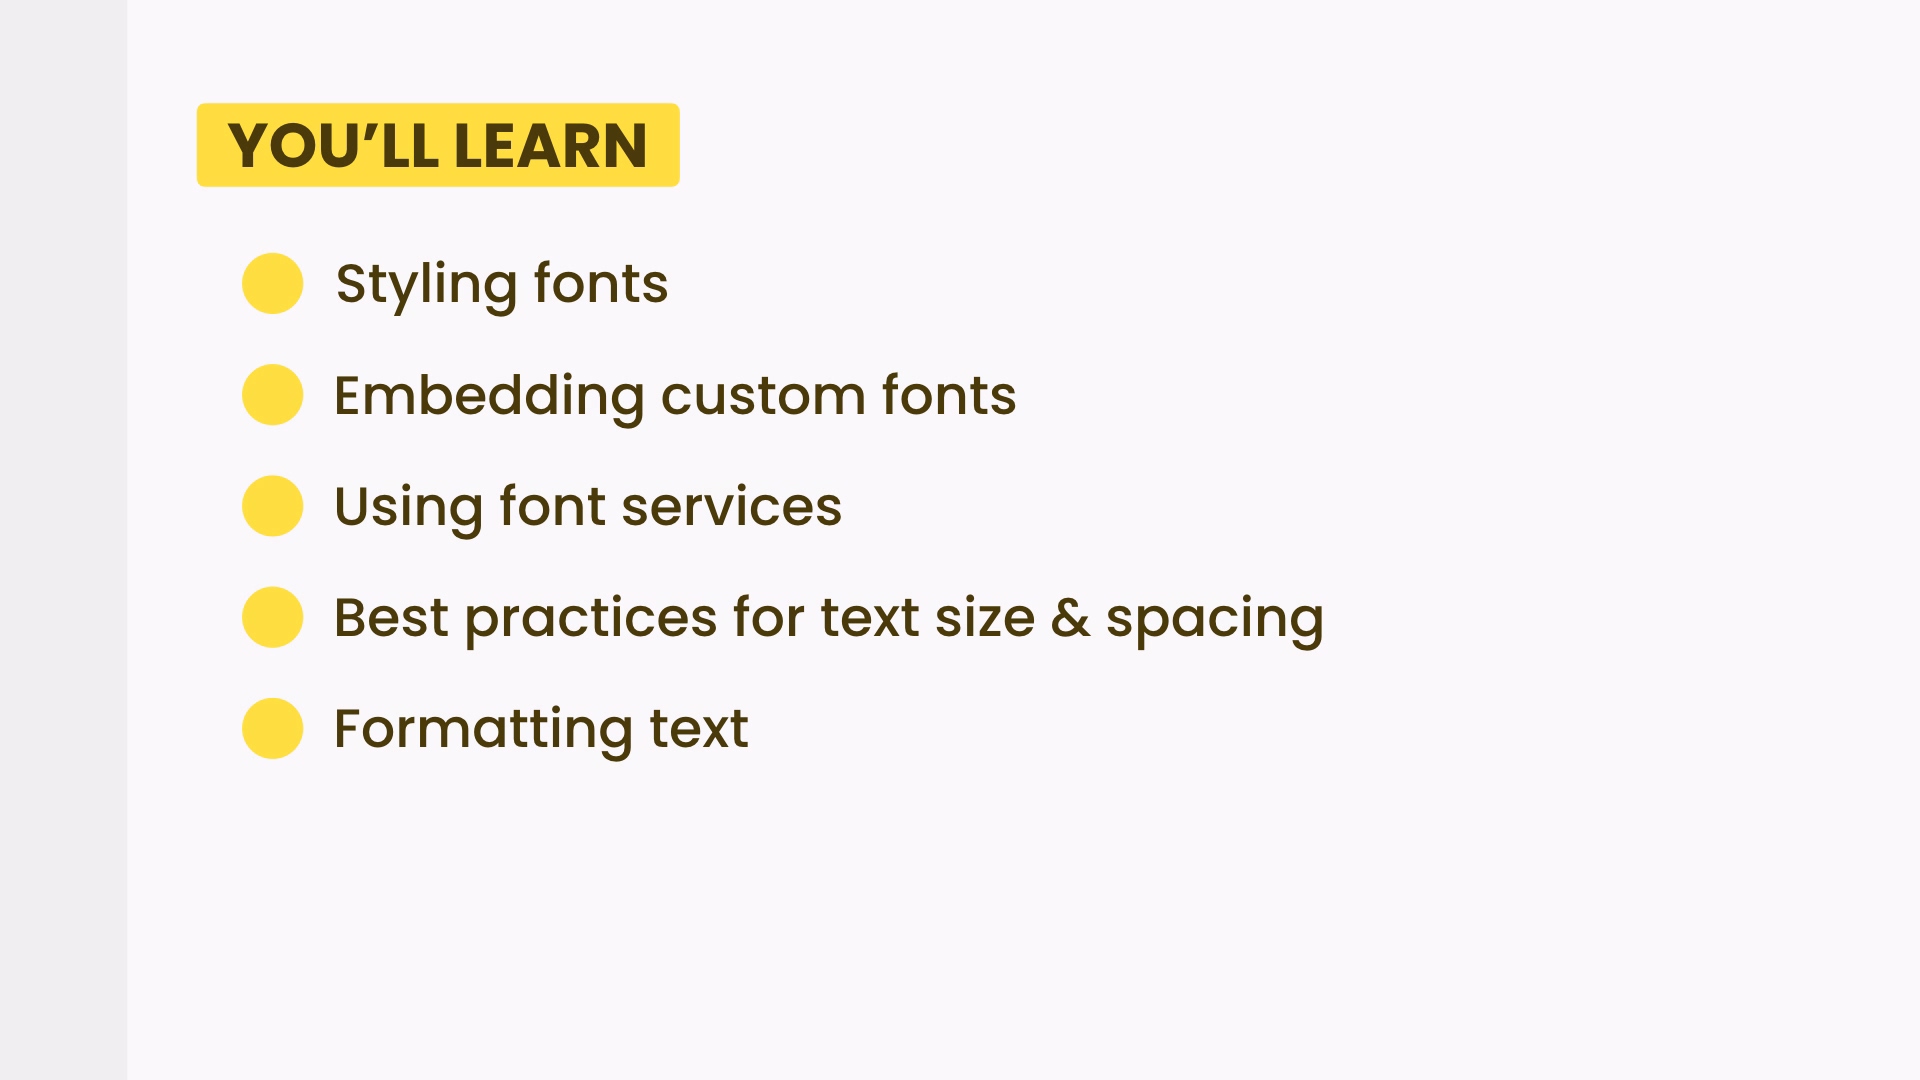 YOU’LL LEARN
Styling fonts
Embedding custom fonts
Using font services
Best practices for text size & spacing
Formatting text